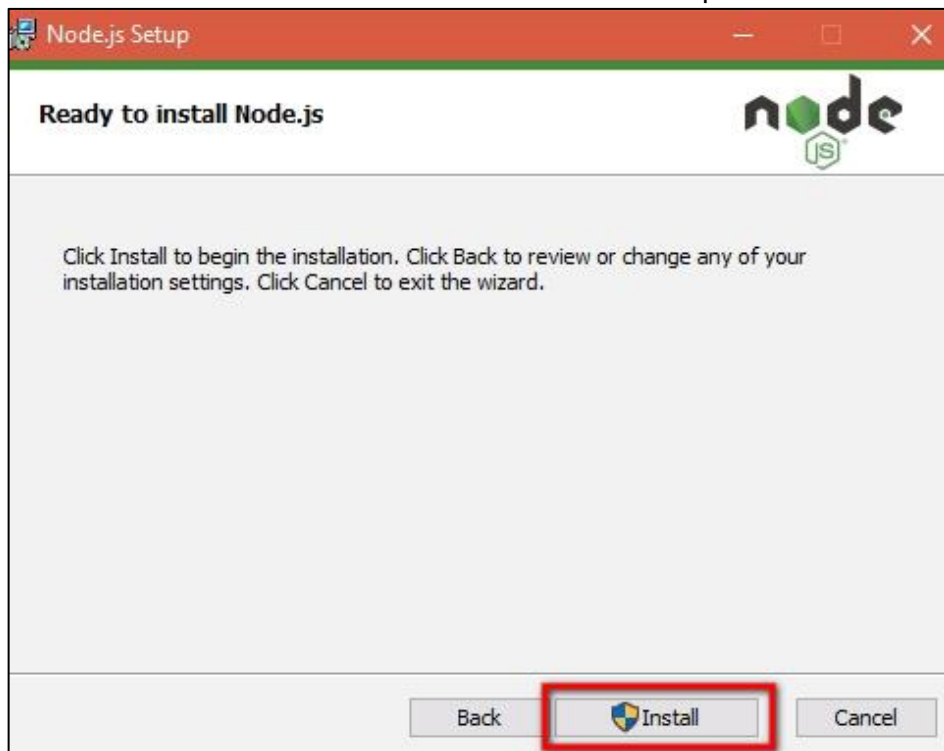 Node.js Setup
Ready to install Node.js
node
JS
Click Install to begin the installation. Click Back to review or change any of your
installation settings. Click Cancel to exit the wizard.
Back Install Cancel